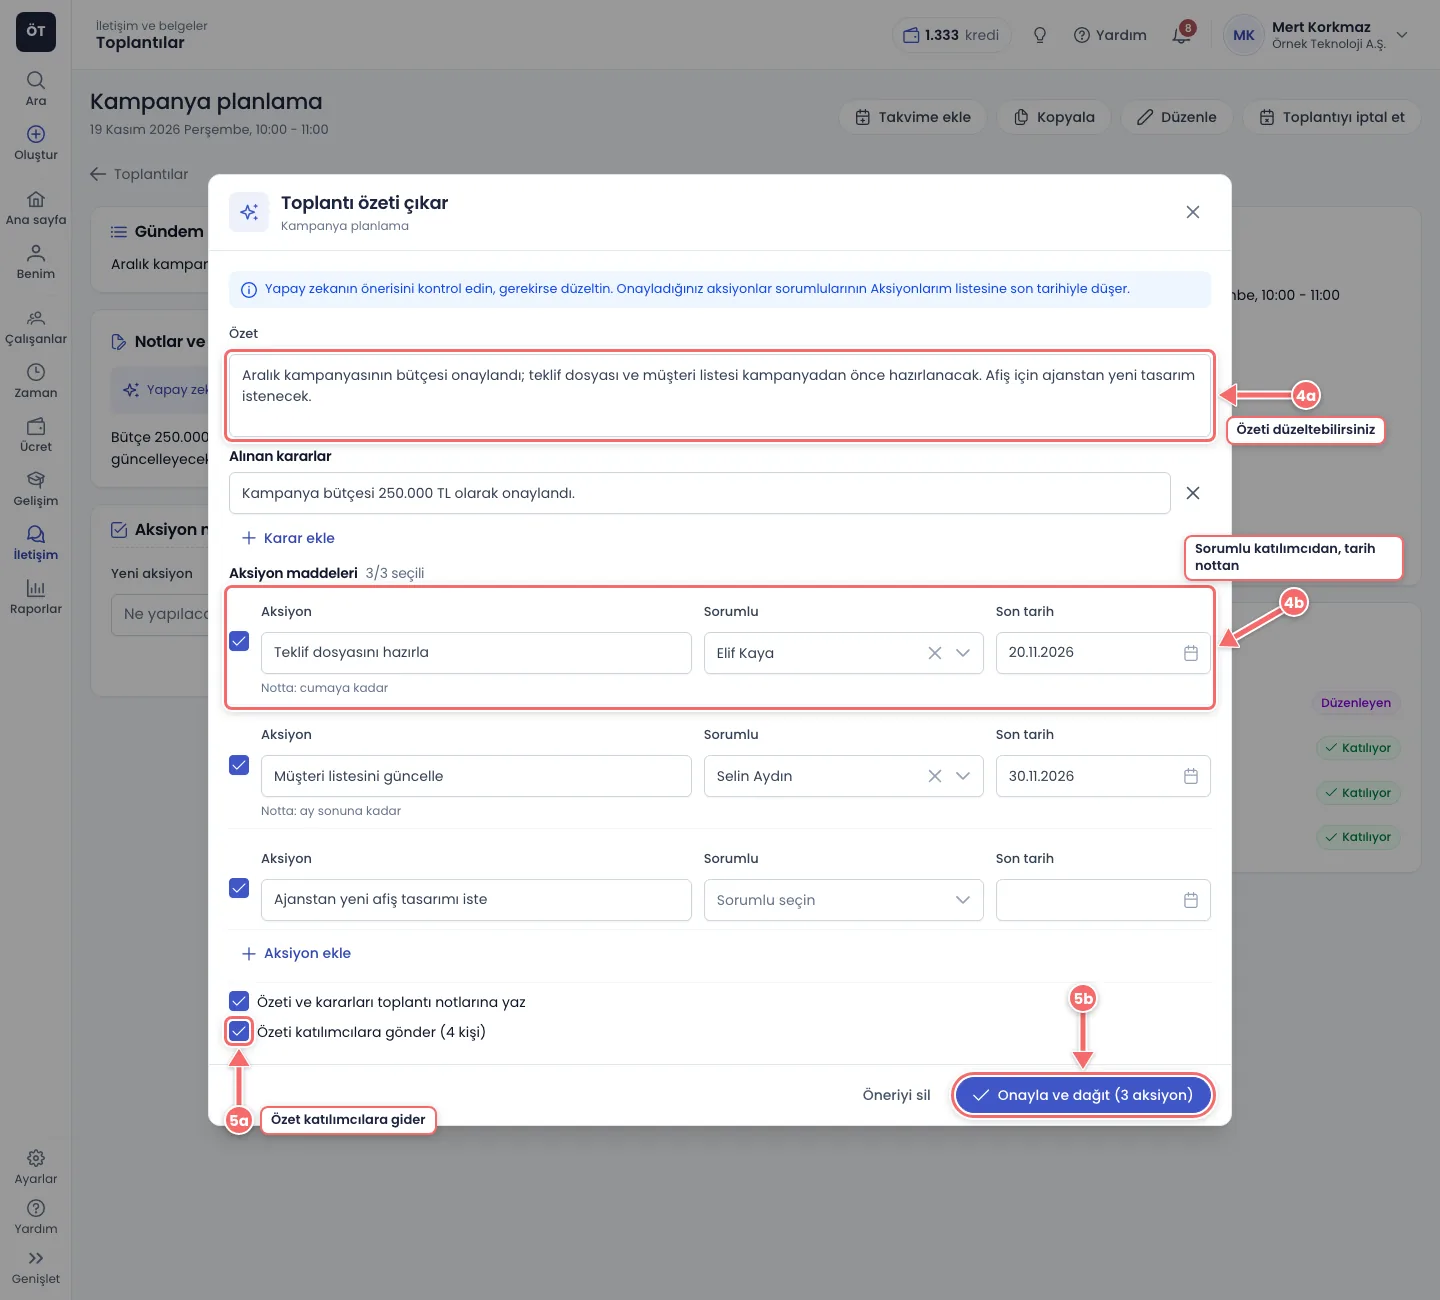 ÖT
İletişim ve belgeler
Toplantılar
1.333 kredi
Yardım
8
MK
Mert Korkmaz
Örnek Teknoloji A.Ş.
Ara
Oluştur
Ana sayfa
Benim
Çalışanlar
Zaman
Ücret
Gelişim
İletişim
Raporlar
Ayarlar
Yardım
Genişlet
Kampanya planlama
19 Kasım 2026 Perşembe, 10:00 - 11:00
Takvime ekle
Kopyala
Düzenle
Toplantıyı iptal et
Toplantılar
Gündem
Aralık kampan
Notlar ve
Yapay zek
Bütçe 250.000
güncelleyecek
Aksiyon
Yeni aksiyon
Ne yapılaca
be, 10:00 - 11:00
Düzenleyen
Katılıyor
Katılıyor
Katılıyor
Toplantı özeti çıkar
Kampanya planlama
Yapay zekanın önerisini kontrol edin, gerekirse düzeltin. Onayladığınız aksiyonlar sorumlularının Aksiyonlarım listesine son tarihiyle düşer.
Özet
Aralık kampanyasının bütçesi onaylandı; teklif dosyası ve müşteri listesi kampanyadan önce hazırlanacak. Afiş için ajanstan yeni tasarım
istenecek.
4a
Özeti düzeltebilirsiniz
Alınan kararlar
Kampanya bütçesi 250.000 TL olarak onaylandı.
Karar ekle
Sorumlu katılımcıdan, tarih
nottan
4b
Aksiyon maddeleri 3/3 seçili
Aksiyon Sorumlu Son tarih
Teklif dosyasını hazırla Elif Kaya 20.11.2026
Notta: cumaya kadar
Aksiyon Sorumlu Son tarih
Müşteri listesini güncelle Selin Aydın 30.11.2026
Notta: ay sonuna kadar
Aksiyon Sorumlu Son tarih
Ajanstan yeni afiş tasarımı iste Sorumlu seçin
Aksiyon ekle
Özeti ve kararları toplantı notlarına yaz
Özeti katılımcılara gönder (4 kişi)
5b
Öneriyi sil
Onayla ve dağıt (3 aksiyon)
5a
Özet katılımcılara gider